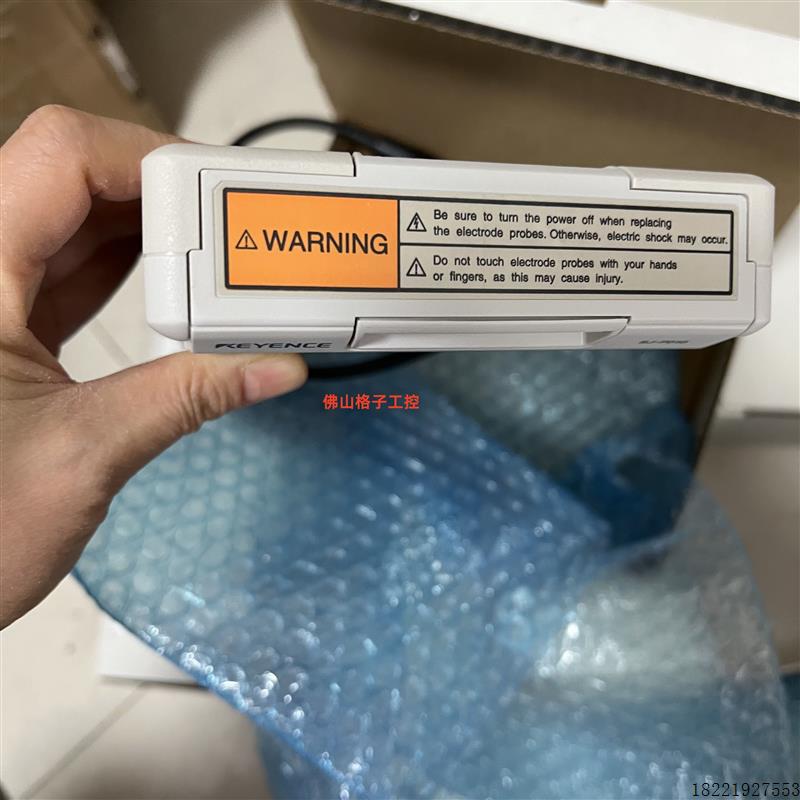 WARNING
Be sure to turn the power off when replacing
the electrode probes. Otherwise, electric shock may occur.
Do not touch electrode probes with your hands
or fingers, as this may cause injury.
KEYENCE
佛山格子工控
18221927553